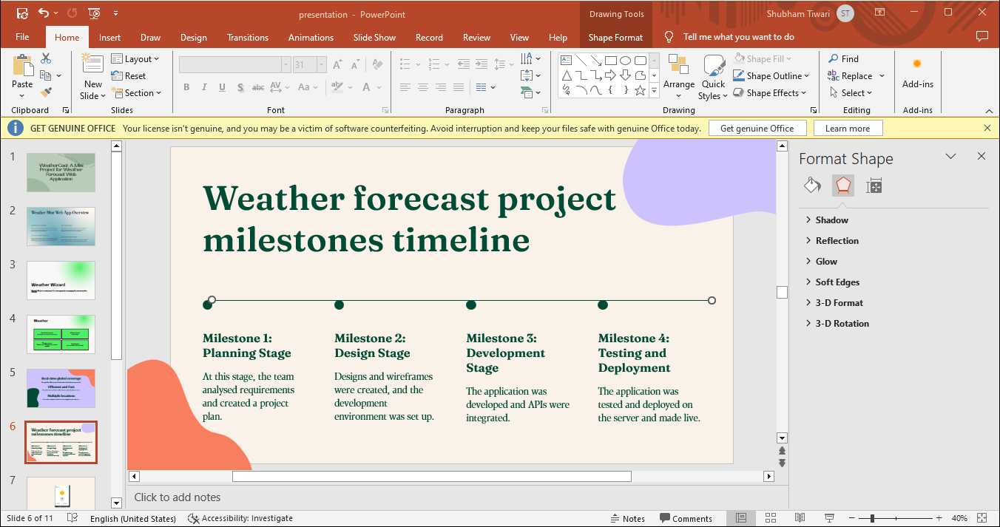 presentation - PowerPoint
Drawing Tools
Shubham Tiwari
ST
File
Home
Insert
Draw
Design
Transitions
Animations
Slide Show
Record
Review
View
Help
Shape Format
Tell me what you want to do
Paste
New
Slide
Layout
Reset
Section
31
B I U S abc AV Aa A
Arrange
Quick
Styles
Shape Fill
Shape Outline
Shape Effects
Find
Replace
Select
Add-ins
Clipboard
Slides
Font
Paragraph
Drawing
Editing
Add-ins
GET GENUINE OFFICE Your license isn't genuine, and you may be a victim of software counterfeiting. Avoid interruption and keep your files safe with genuine Office today.
Get genuine Office
Learn more
1
WeatherCast: A Mini
Project for Weather
Forecast Web
Application
2
Weather Mini Web App Overview
3
Weather Wizard
4
Weather
5
Real-time global coverage
Efficient and Fast
Multiple locations
6
Weather forecast project
milestones timeline
7
Weather forecast project
milestones timeline
Milestone 1:
Planning Stage
At this stage, the team
analysed requirements
and created a project
plan.
Milestone 2:
Design Stage
Designs and wireframes
were created, and the
development
environment was set up.
Milestone 3:
Development
Stage
The application was
developed and APIs were
integrated.
Milestone 4:
Testing and
Deployment
The application was
tested and deployed on
the server and made live.
Format Shape
Shadow
Reflection
Glow
Soft Edges
3-D Format
3-D Rotation
Click to add notes
Slide 6 of 11
English (United States)
Accessibility: Investigate
Notes
Comments
40%